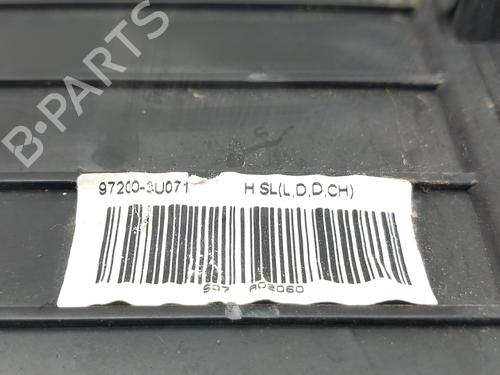 97200-3U071 H SL(L,D,D,CH)
S07 A02060
B-PARTS